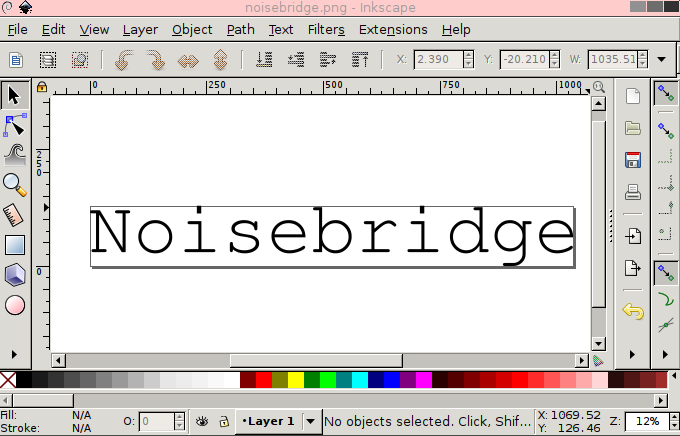 noisebridge.png - Inkscape
File Edit View Layer Object Path Text Filters Extensions Help
X: 2.390 Y: -20.210 W: 1035.51
0 250 500 750 1000
250
0
Noisebridge
Fill: N/A
Stroke: N/A
O: 0
•Layer 1
No objects selected. Click, Shif...
X: 1069.52
Y: 126.46
Z: 12%